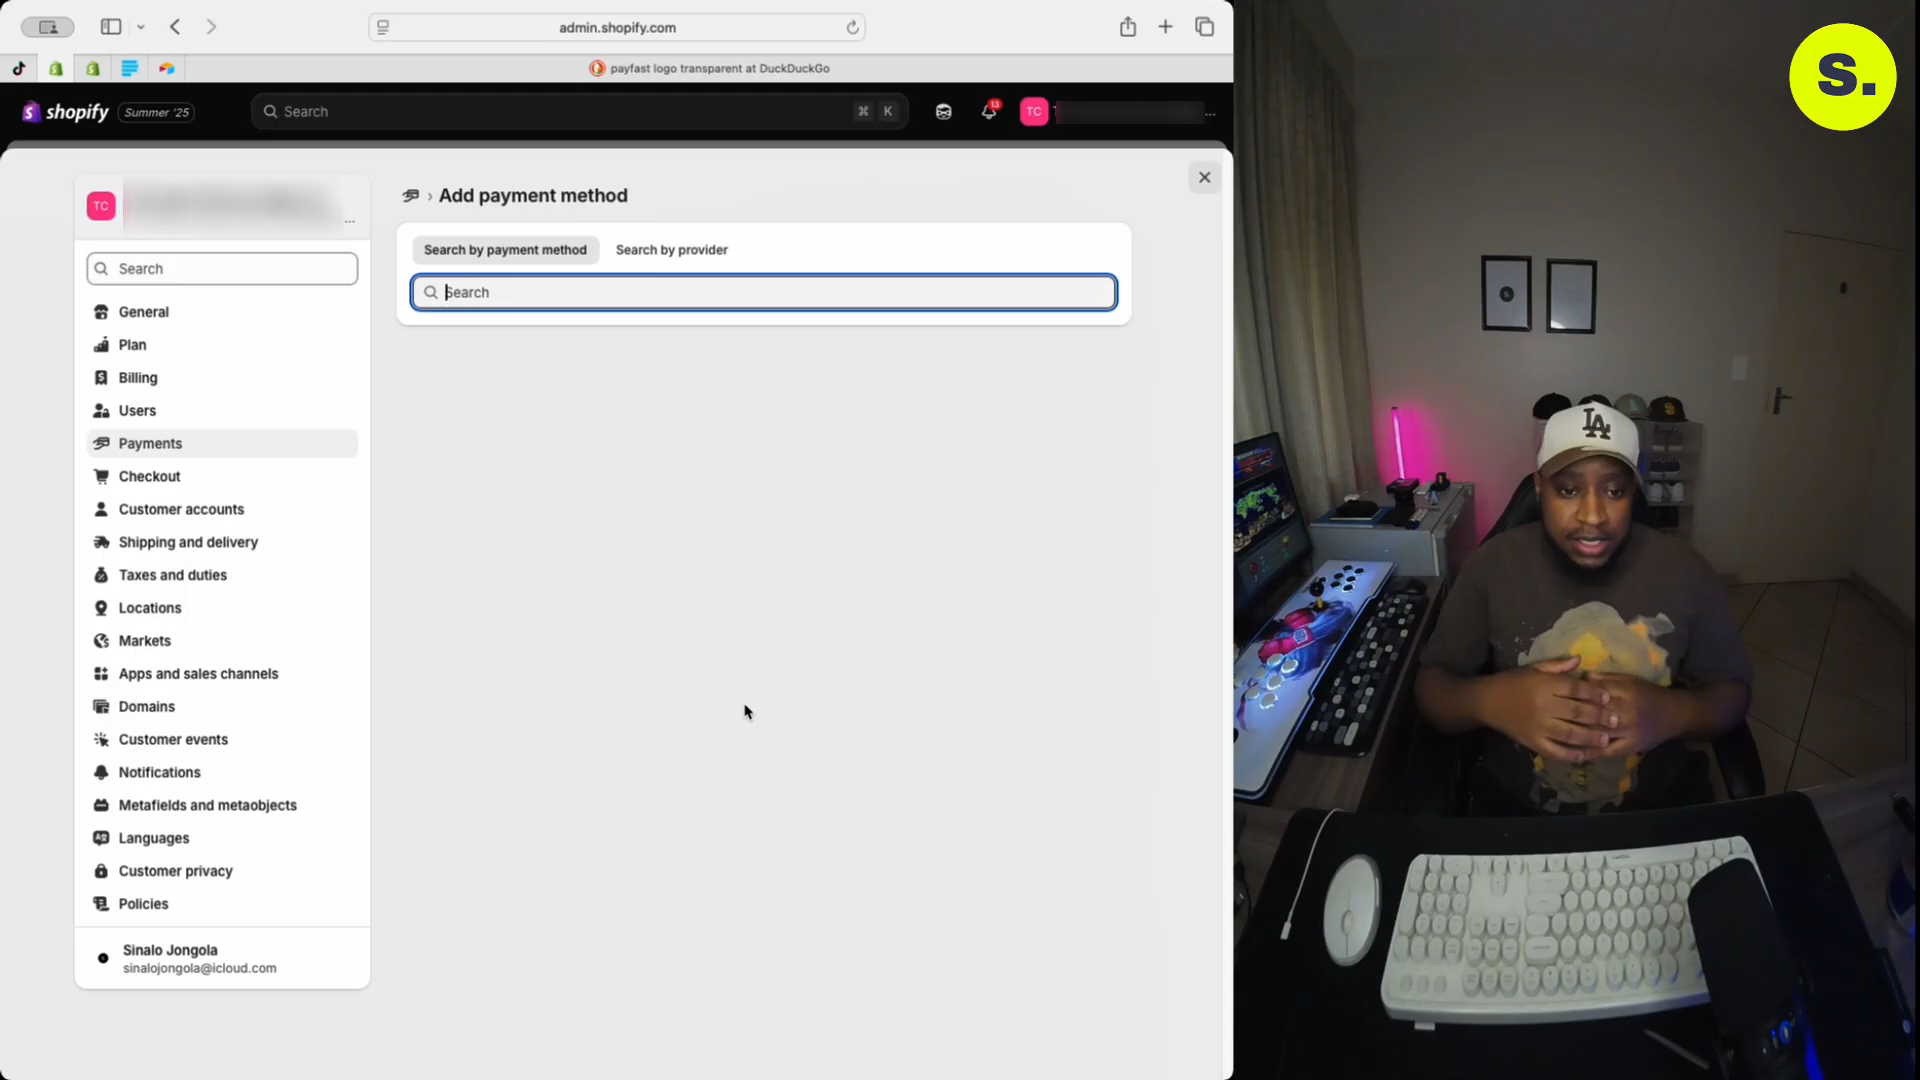 admin.shopify.com
payfast logo transparent at DuckDuckGo
shopify
Summer '25
Search
⌘ K
13
TC
...
TC
...
Search
General
Plan
Billing
Users
Payments
Checkout
Customer accounts
Shipping and delivery
Taxes and duties
Locations
Markets
Apps and sales channels
Domains
Customer events
Notifications
Metafields and metaobjects
Languages
Customer privacy
Policies
Sinalo Jongola
sinalojongola@icloud.com
› Add payment method
Search by payment method
Search by provider
Search
S.
LA